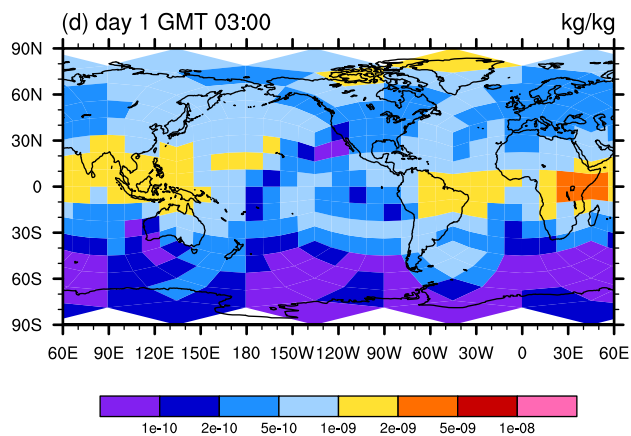 (d) day 1 GMT 03:00 kg/kg
90N
60N
30N
0
30S
60S
90S
60E 90E 120E 150E 180 150W 120W 90W 60W 30W 0 30E 60E
1e-10 2e-10 5e-10 1e-09 2e-09 5e-09 1e-08